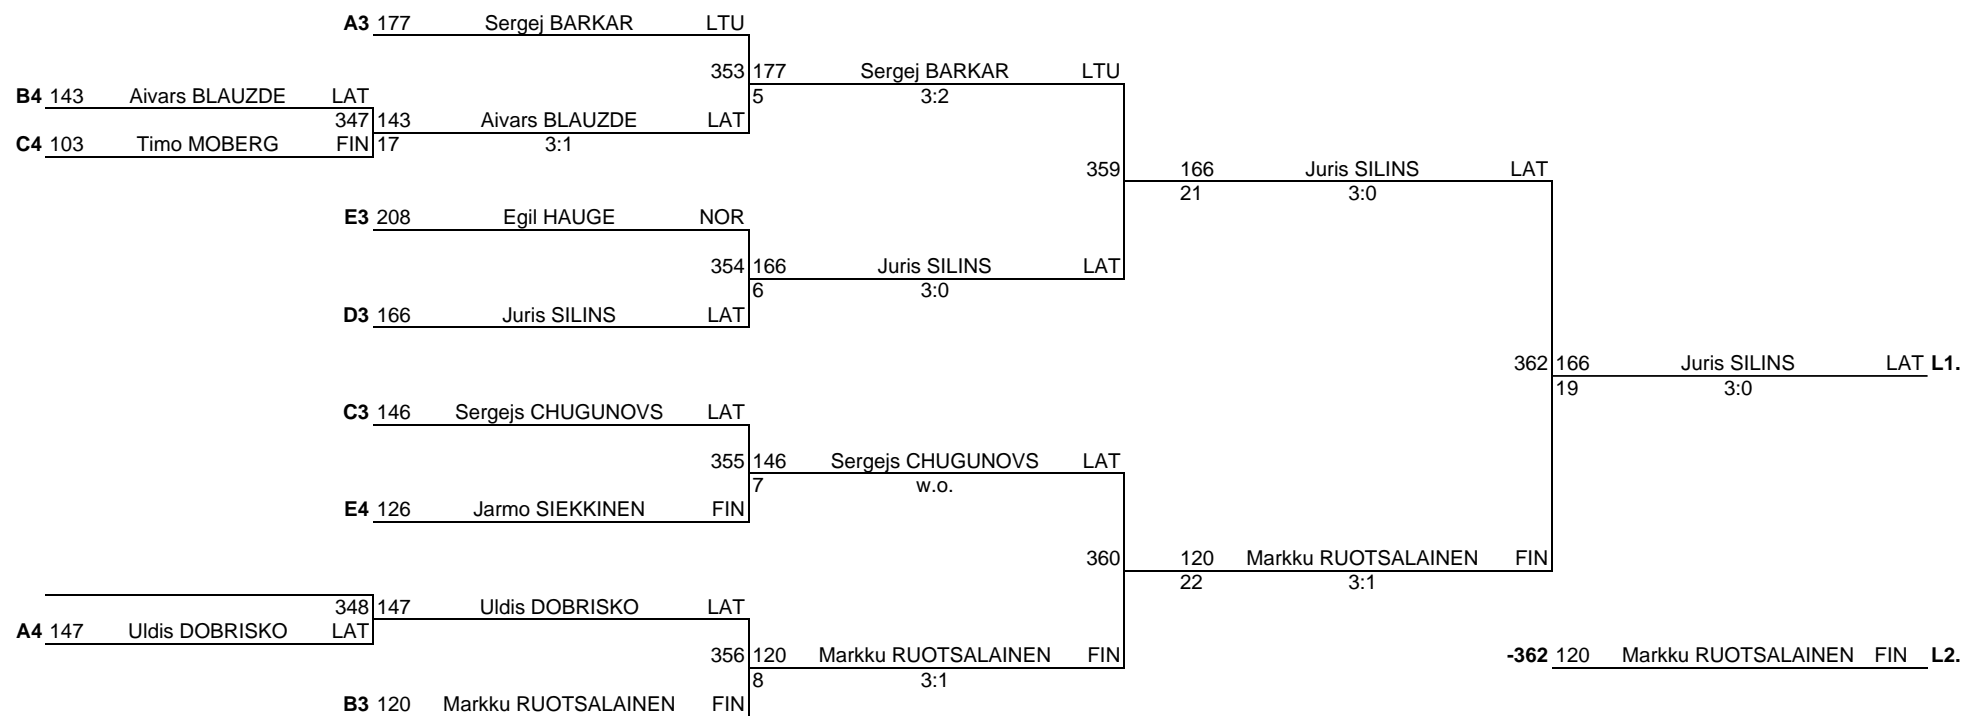 A3 177 Sergej BARKAR LTU
353 177 Sergej BARKAR LTU
B4 143 Aivars BLAUZDE LAT 5 3:2
347 143 Aivars BLAUZDE LAT
C4 103 Timo MOBERG FIN 17 3:1
359 166 Juris SILINS LAT
21 3:0
E3 208 Egil HAUGE NOR
354 166 Juris SILINS LAT
6 3:0
D3 166 Juris SILINS LAT
362 166 Juris SILINS LAT L1.
19 3:0
C3 146 Sergejs CHUGUNOVS LAT
355 146 Sergejs CHUGUNOVS LAT
7 w.o.
E4 126 Jarmo SIEKKINEN FIN
360 120 Markku RUOTSALAINEN FIN
22 3:1
348 147 Uldis DOBRISKO LAT
A4 147 Uldis DOBRISKO LAT
356 120 Markku RUOTSALAINEN FIN -362 120 Markku RUOTSALAINEN FIN L2.
8 3:1
B3 120 Markku RUOTSALAINEN FIN